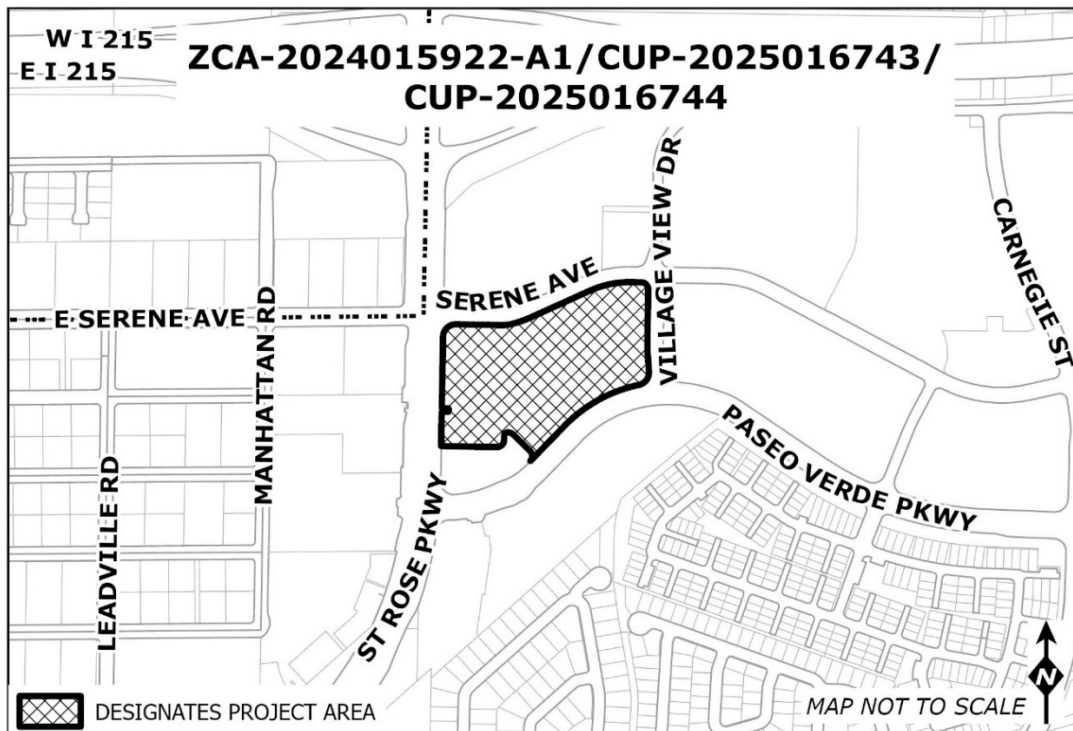 W I 215
E I 215
ZCA-2024015922-A1/CUP-2025016743/
CUP-2025016744
VILLAGE VIEW DR
CARNEGIE ST
SERENE AVE
E SERENE AVE
MANHATTAN RD
LEADVILLE RD
ST ROSE PKWY
PASEO VERDE PKWY
DESIGNATES PROJECT AREA
MAP NOT TO SCALE
N